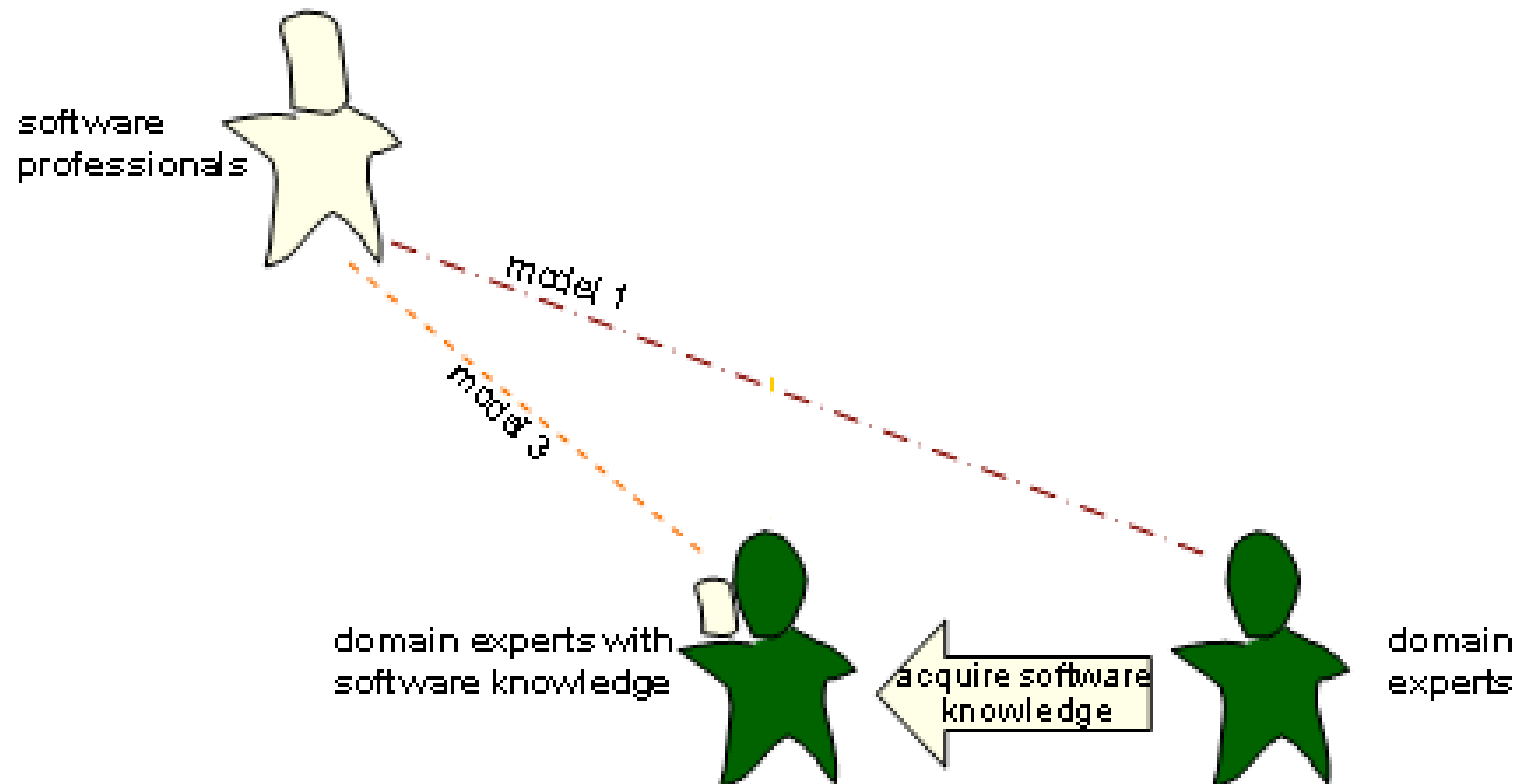 software
professionals
model 1
model 3
domain experts with
software knowledge
acquire software
knowledge
domain
experts